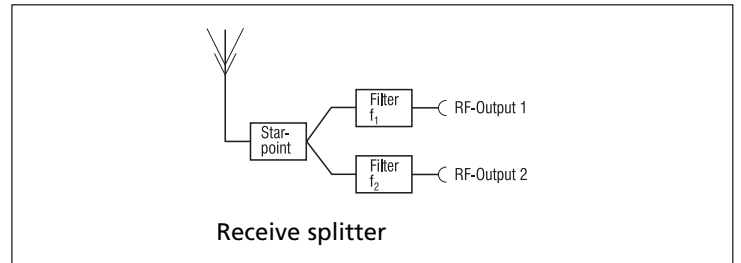 Filter
f₁
RF-Output 1
Star-
point
Filter
f₂
RF-Output 2
Receive splitter